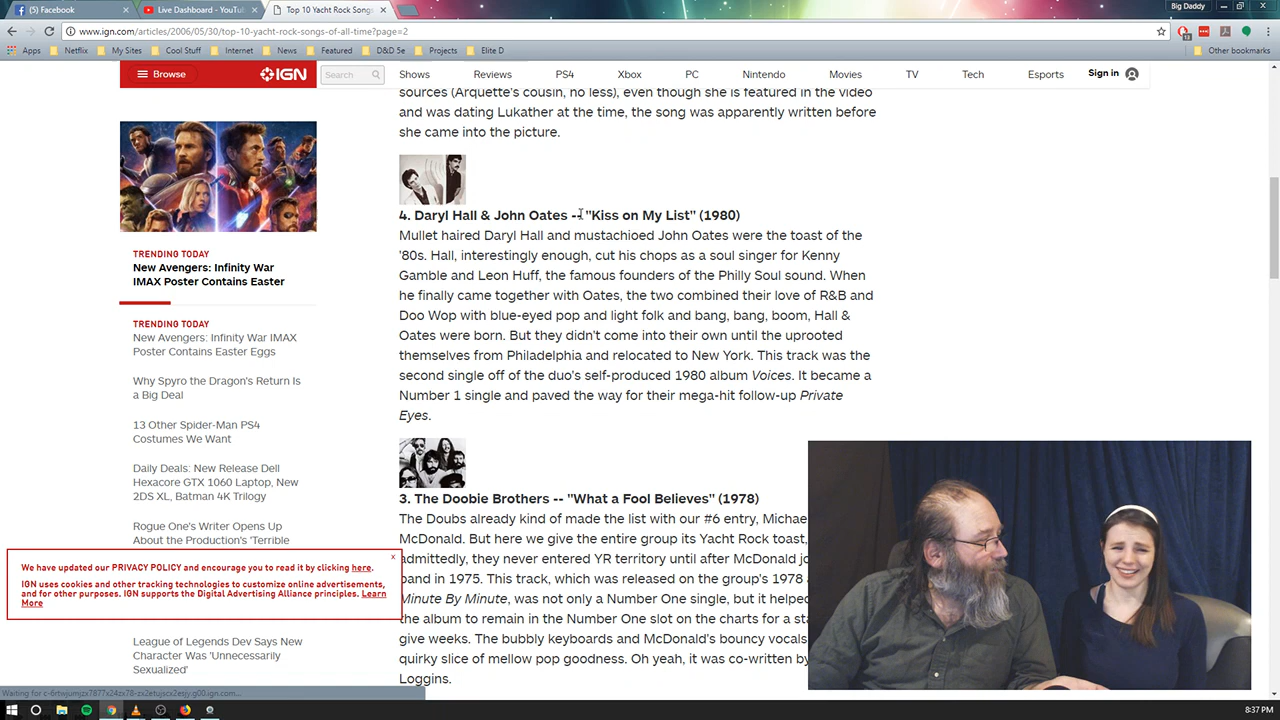 (5) Facebook
Live Dashboard - YouTu
Top 10 Yacht Rock Songs
Big Daddy
www.ign.com/articles/2006/05/30/top-10-yacht-rock-songs-of-all-time?page=2
Apps Netflix My Sites Cool Stuff Internet News Featured D&D 5e Projects Elite D Other bookmarks
Browse IGN Search Shows Reviews PS4 Xbox PC Nintendo Movies TV Tech Esports Sign in
sources (Arquette's cousin, no less), even though she is featured in the video
and was dating Lukather at the time, the song was apparently written before
she came into the picture.
4. Daryl Hall & John Oates -- "Kiss on My List" (1980)
Mullet haired Daryl Hall and mustachioed John Oates were the toast of the
'80s. Hall, interestingly enough, cut his chops as a soul singer for Kenny
Gamble and Leon Huff, the famous founders of the Philly Soul sound. When
he finally came together with Oates, the two combined their love of R&B and
Doo Wop with blue-eyed pop and light folk and bang, bang, boom, Hall &
Oates were born. But they didn't come into their own until the uprooted
themselves from Philadelphia and relocated to New York. This track was the
second single off of the duo's self-produced 1980 album Voices. It became a
Number 1 single and paved the way for their mega-hit follow-up Private
Eyes.
3. The Doobie Brothers -- "What a Fool Believes" (1978)
The Doubs already kind of made the list with our #6 entry, Michae
McDonald. But here we give the entire group its Yacht Rock toast,
admittedly, they never entered YR territory until after McDonald jo
band in 1975. This track, which was released on the group's 1978
Minute By Minute, was not only a Number One single, but it helped
the album to remain in the Number One slot on the charts for a sta
give weeks. The bubbly keyboards and McDonald's bouncy vocals
quirky slice of mellow pop goodness. Oh yeah, it was co-written by
Loggins.
TRENDING TODAY
New Avengers: Infinity War
IMAX Poster Contains Easter
TRENDING TODAY
New Avengers: Infinity War IMAX
Poster Contains Easter Eggs
Why Spyro the Dragon's Return Is
a Big Deal
13 Other Spider-Man PS4
Costumes We Want
Daily Deals: New Release Dell
Hexacore GTX 1060 Laptop, New
2DS XL, Batman 4K Trilogy
Rogue One's Writer Opens Up
About the Production's 'Terrible
x
We have updated our PRIVACY POLICY and encourage you to read it by clicking here.
IGN uses cookies and other tracking technologies to customize online advertisements,
and for other purposes. IGN supports the Digital Advertising Alliance principles. Learn
More
League of Legends Dev Says New
Character Was 'Unnecessarily
Sexualized'
8:37 PM